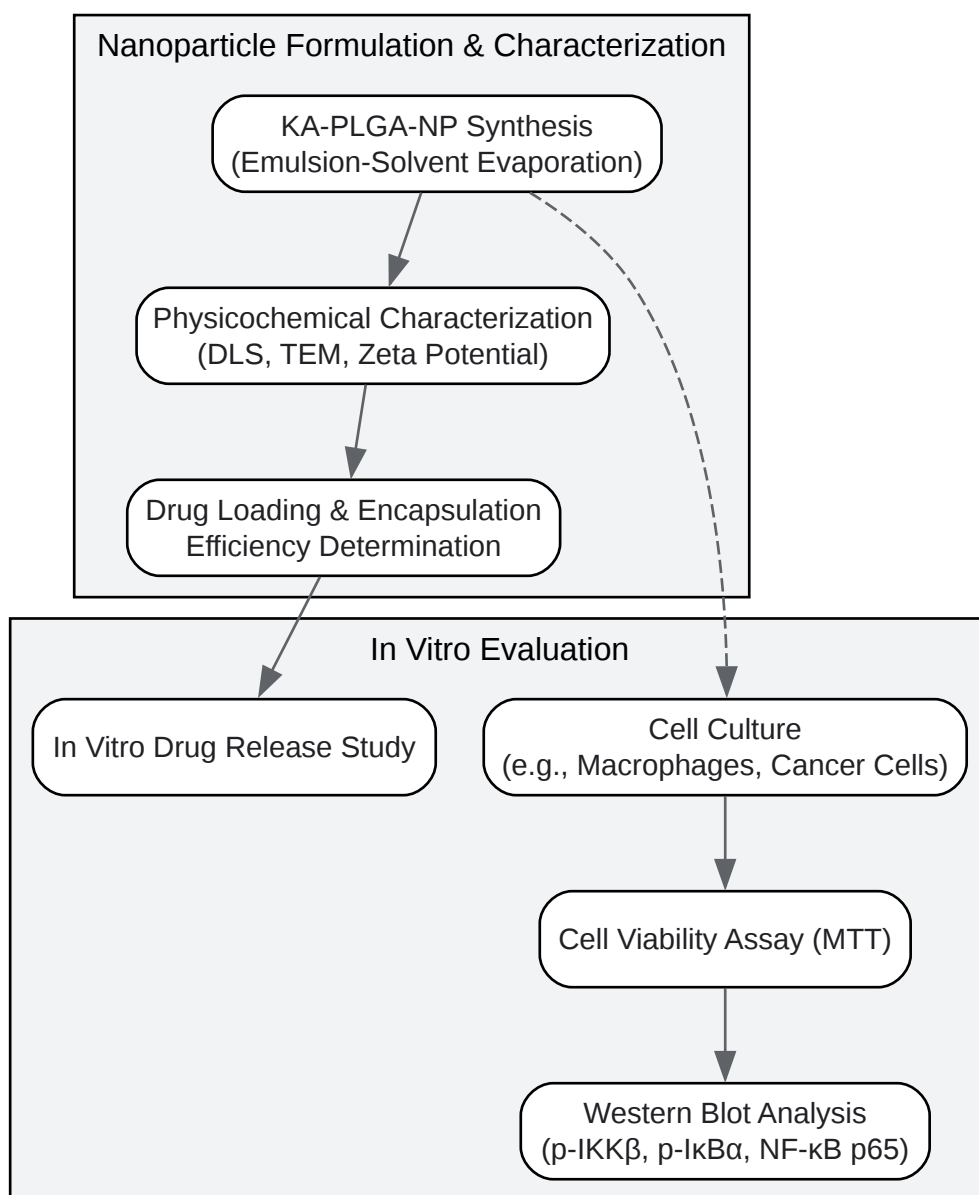 Nanoparticle Formulation & Characterization
KA-PLGA-NP Synthesis
(Emulsion-Solvent Evaporation)
Physicochemical Characterization
(DLS, TEM, Zeta Potential)
Drug Loading & Encapsulation
Efficiency Determination
In Vitro Evaluation
In Vitro Drug Release Study
Cell Culture
(e.g., Macrophages, Cancer Cells)
Cell Viability Assay (MTT)
Western Blot Analysis
(p-IKKβ, p-IκBα, NF-κB p65)